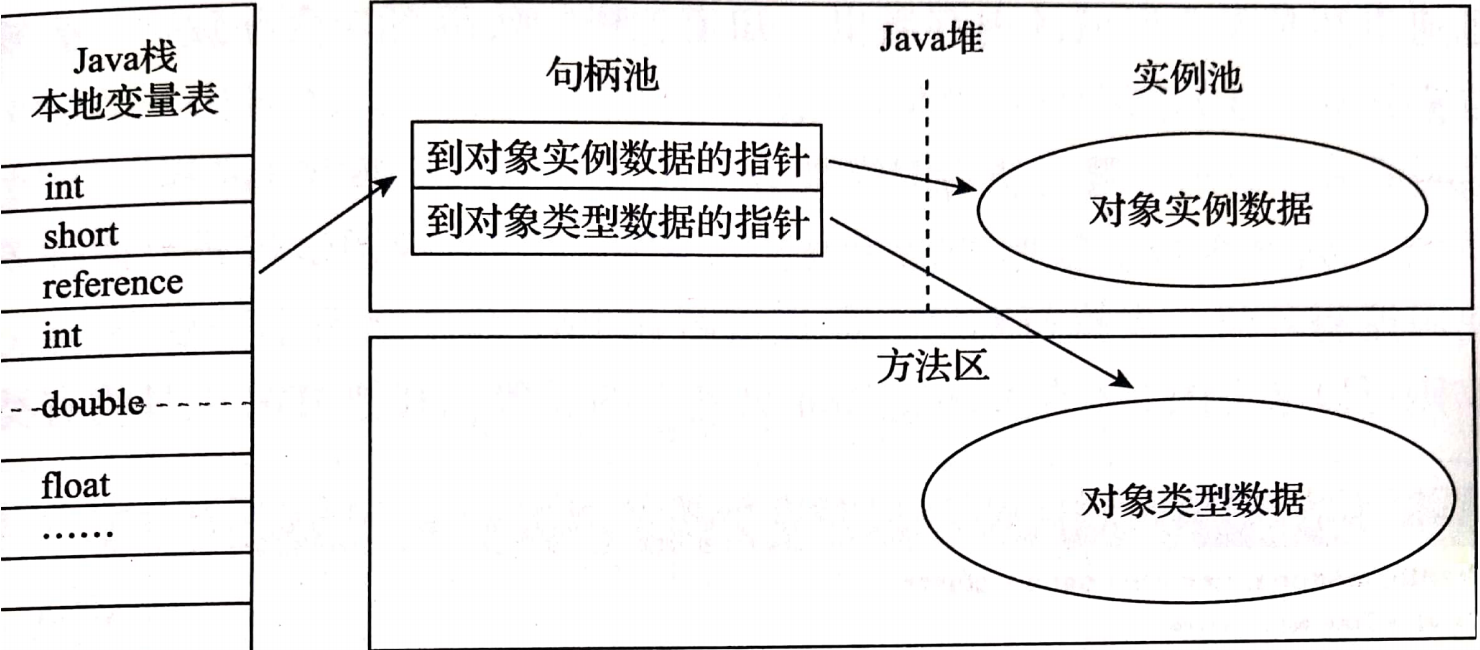 Java栈
本地变量表
int
short
reference
int
double
float
……
Java堆
句柄池
实例池
到对象实例数据的指针
到对象类型数据的指针
对象实例数据
方法区
对象类型数据